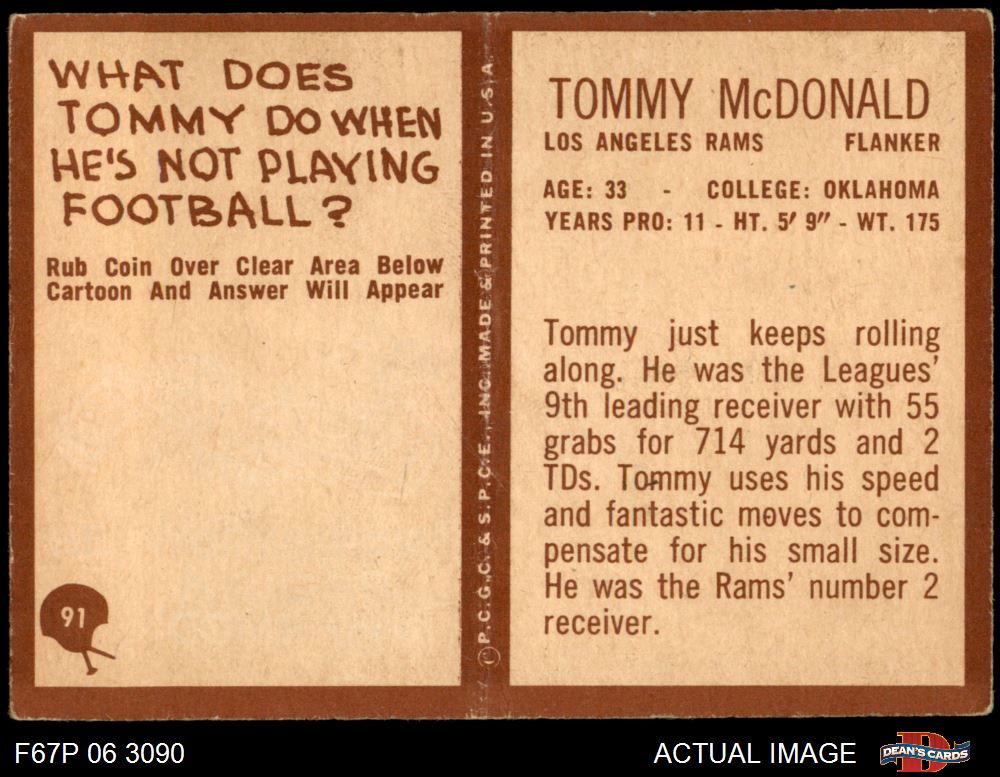 WHAT DOES
TOMMY DO WHEN
HE'S NOT PLAYING
FOOTBALL?
Rub Coin Over Clear Area Below
Cartoon And Answer Will Appear
91
© P.C.G.C. & S.P.C.E., INC. MADE & PRINTED IN U.S.A.
TOMMY McDONALD
LOS ANGELES RAMS FLANKER
AGE: 33 - COLLEGE: OKLAHOMA
YEARS PRO: 11 - HT. 5' 9" - WT. 175
Tommy just keeps rolling
along. He was the Leagues'
9th leading receiver with 55
grabs for 714 yards and 2
TDs. Tommy uses his speed
and fantastic moves to com-
pensate for his small size.
He was the Rams' number 2
receiver.
F67P 06 3090
ACTUAL IMAGE
DEAN'S CARDS